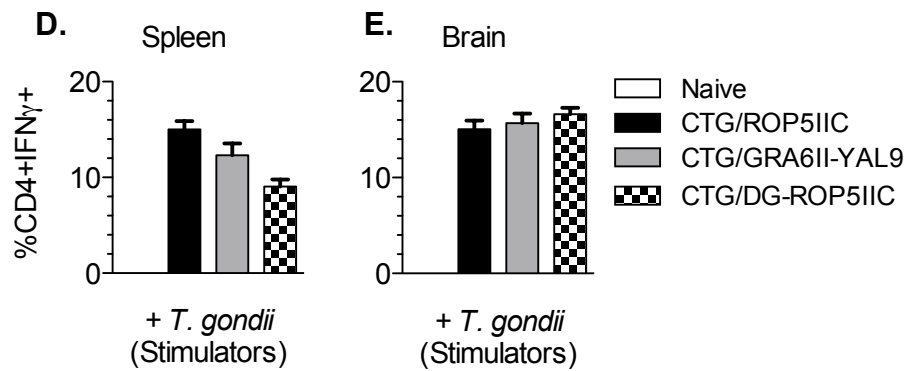 D.
Spleen
%CD4+IFNγ+
20
10
0
+ T. gondii
(Stimulators)
E.
Brain
20
10
0
+ T. gondii
(Stimulators)
Naive
CTG/ROP5IIC
CTG/GRA6II-YAL9
CTG/DG-ROP5IIC